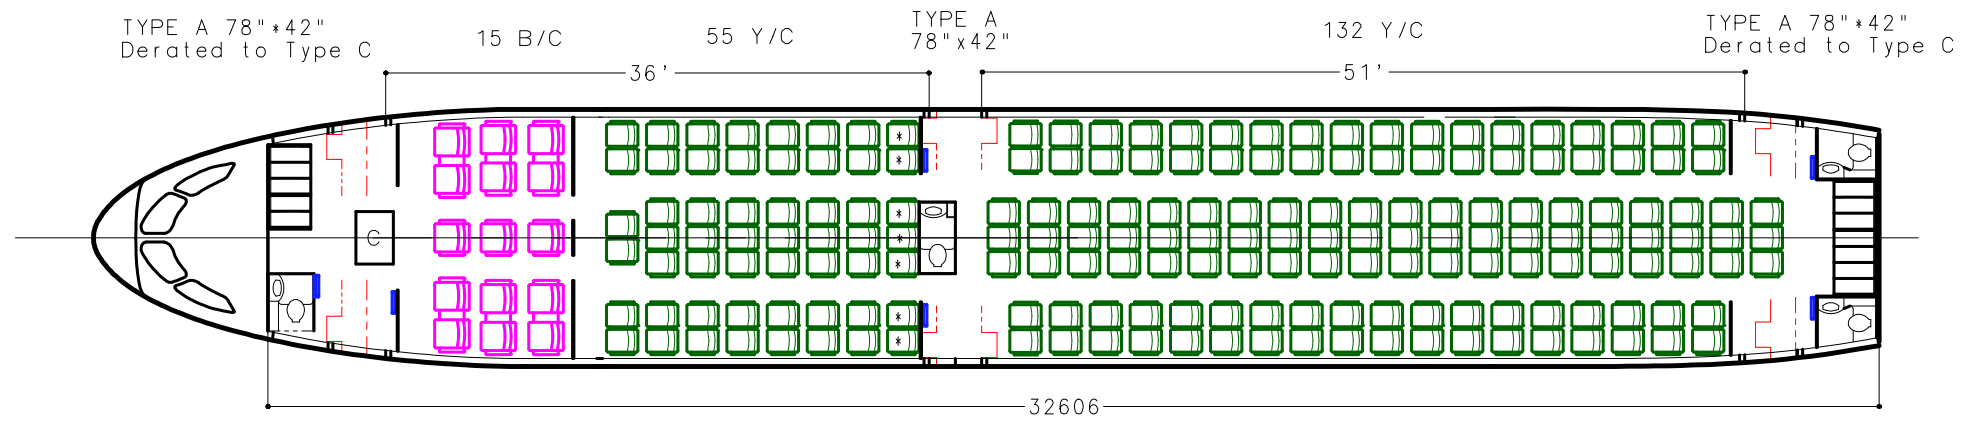 TYPE A 78"*42"
Derated to Type C
15 B/C
55 Y/C
TYPE A
78"x42"
132 Y/C
TYPE A 78"*42"
Derated to Type C
36'
51'
C
*
*
*
*
*
*
*
32606